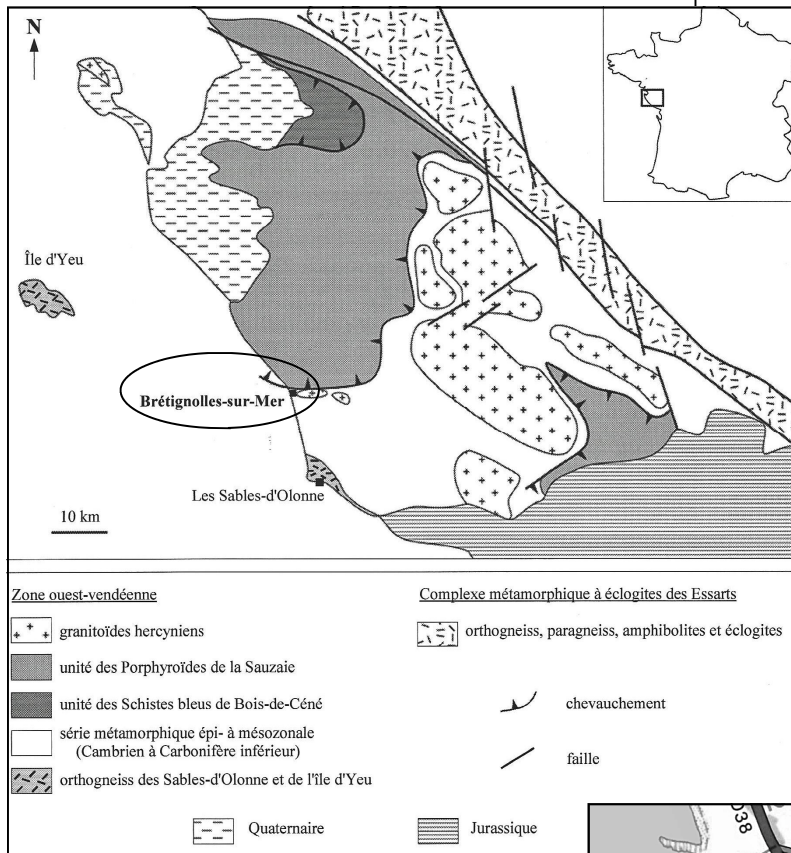 N
Île d'Yeu
Brétignolles-sur-Mer
Les Sables-d'Olonne
10 km
Zone ouest-vendéenne
granitoïdes hercyniens
unité des Porphyroïdes de la Sauzaie
unité des Schistes bleus de Bois-de-Céné
série métamorphique épi- à mésozonale
(Cambrien à Carbonifère inférieur)
orthogneiss des Sables-d'Olonne et de l'île d'Yeu
Complexe métamorphique à éclogites des Essarts
orthogneiss, paragneiss, amphibolites et éclogites
chevauchement
faille
Quaternaire
Jurassique
D38